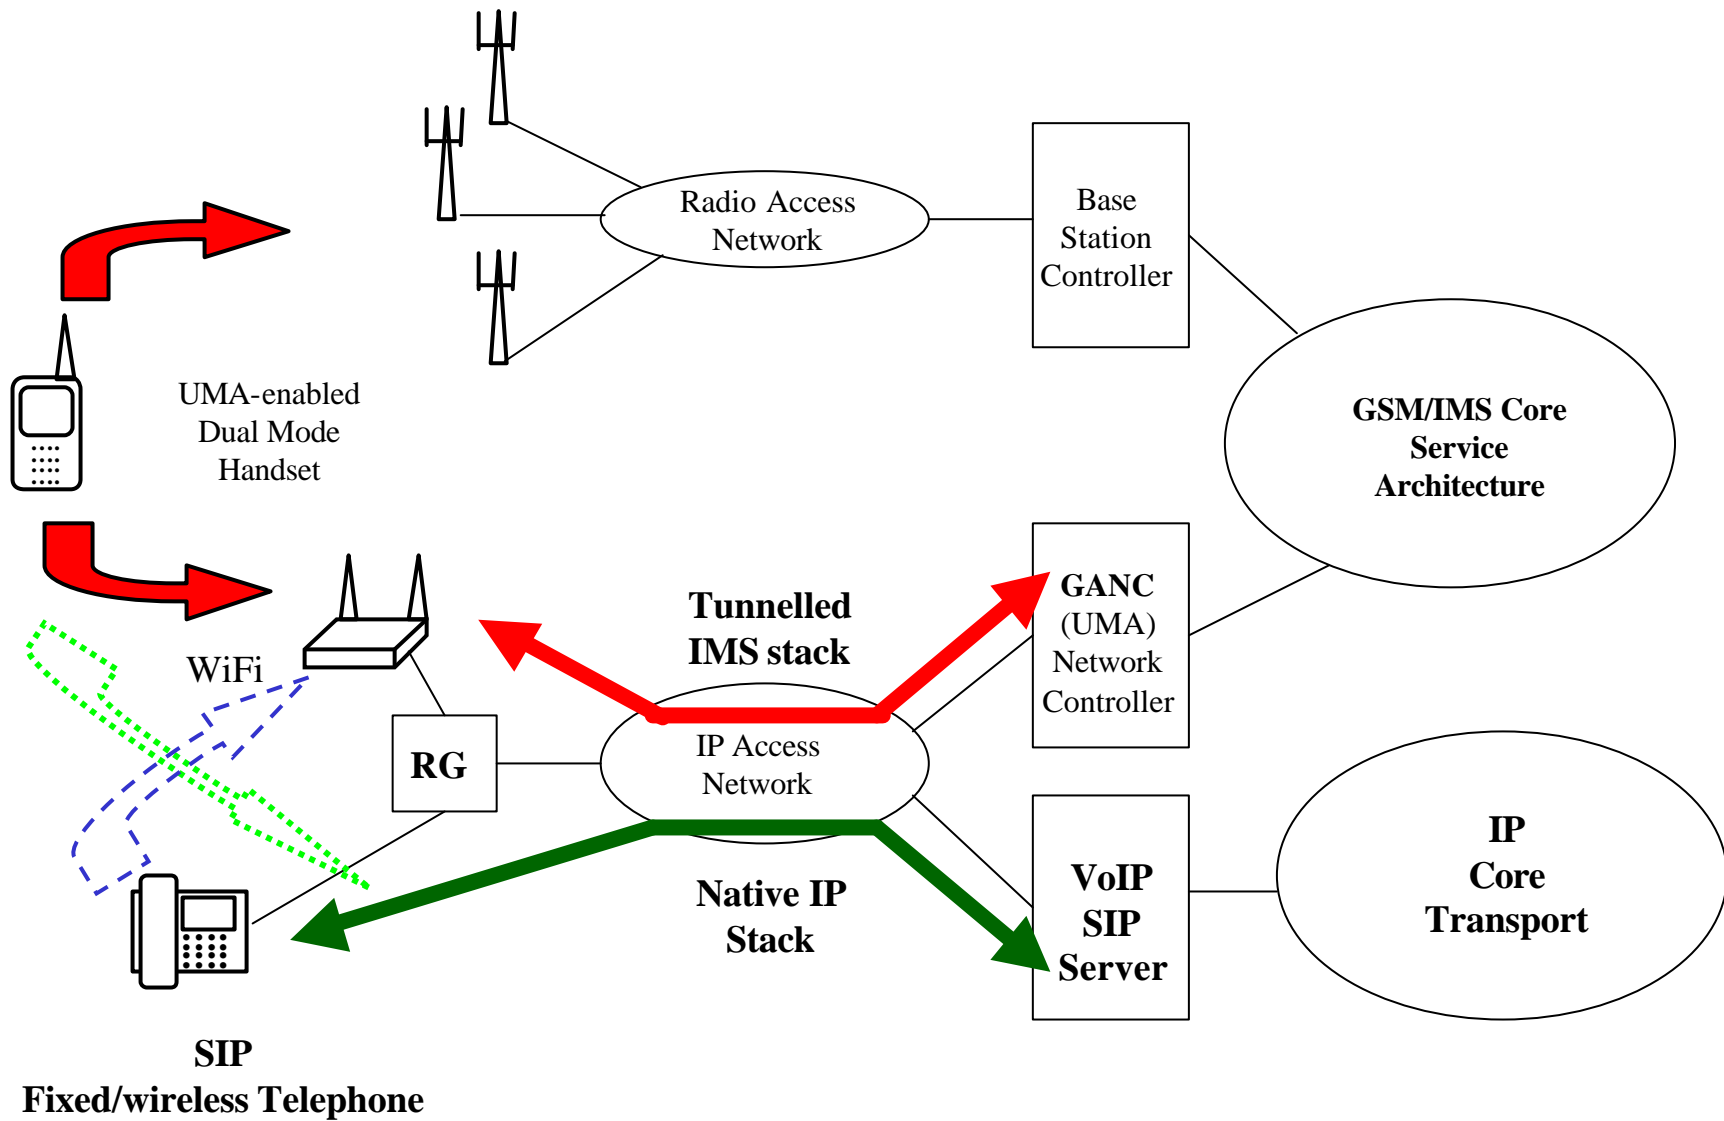 Radio Access
Network
Base
Station
Controller
UMA-enabled
Dual Mode
Handset
GSM/IMS Core
Service
Architecture
WiFi
Tunnelled
IMS stack
GANC
(UMA)
Network
Controller
RG
IP Access
Network
Native IP
Stack
VoIP
SIP
Server
IP
Core
Transport
SIP
Fixed/wireless Telephone